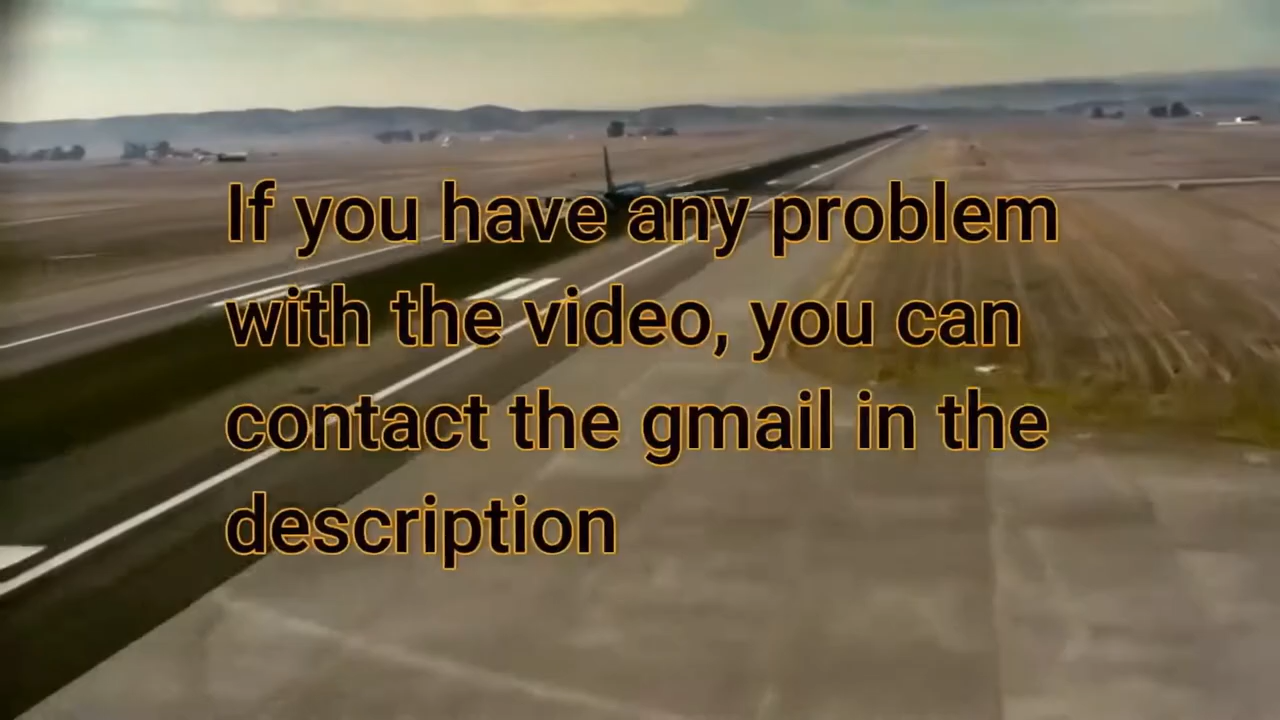 If you have any problem
with the video, you can
contact the gmail in the
description